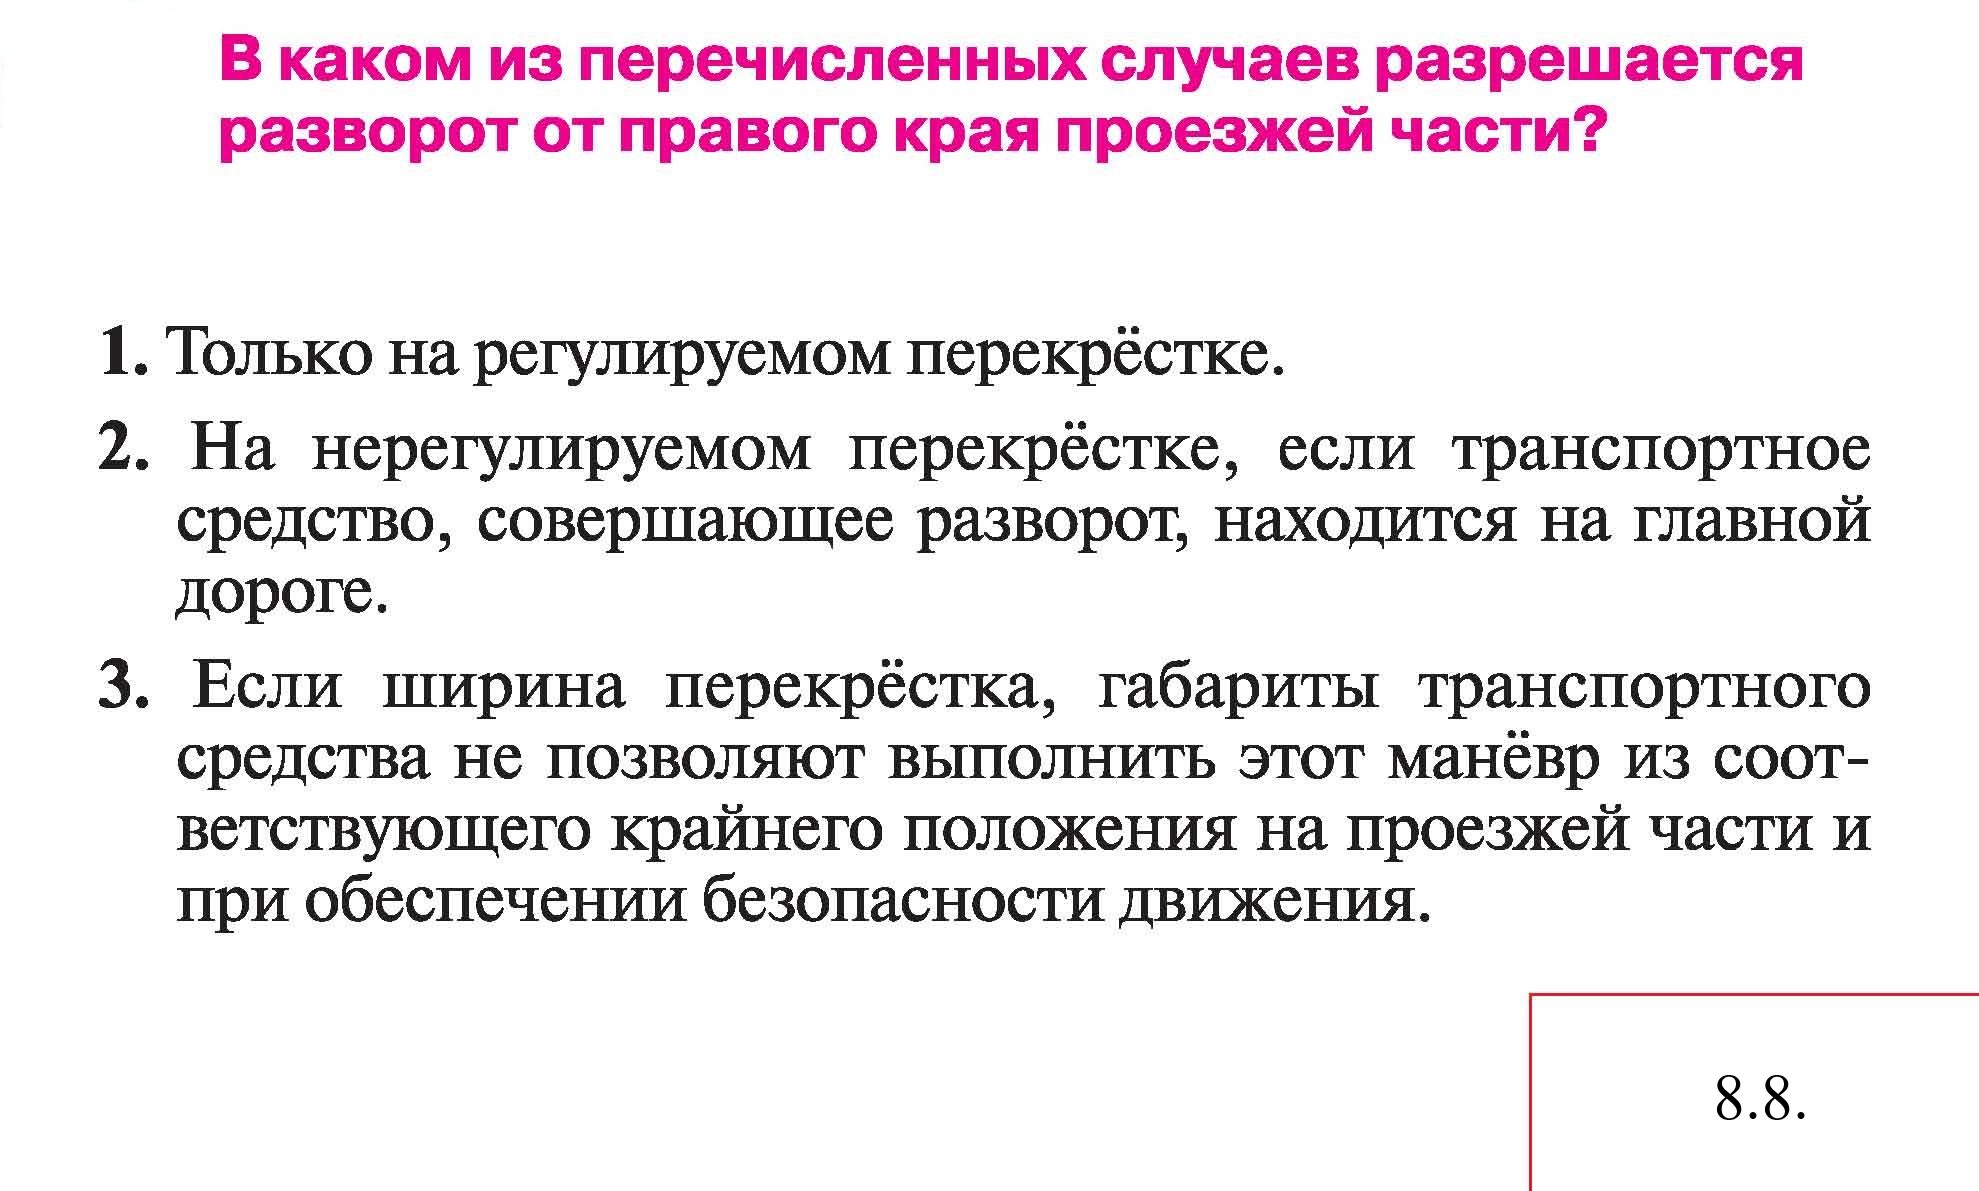 В каком из перечисленных случаев разрешается
разворот от правого края проезжей части?
1. Только на регулируемом перекрёстке.
2. На нерегулируемом перекрёстке, если транспортное
средство, совершающее разворот, находится на главной
дороге.
3. Если ширина перекрёстка, габариты транспортного
средства не позволяют выполнить этот манёвр из соот-
ветствующего крайнего положения на проезжей части и
при обеспечении безопасности движения.
8.8.